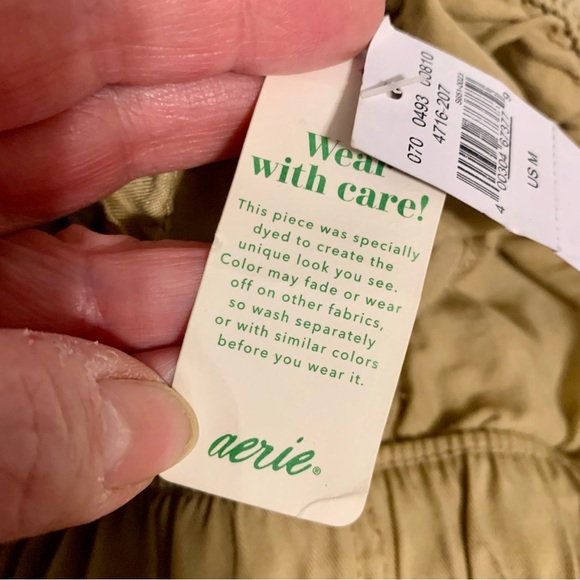 Wear
with care!
This piece was specially
dyed to create the
unique look you see.
Color may fade or wear
off on other fabrics,
so wash separately
or with similar colors
before you wear it.
aerie®
070 0493 00810
4716-207
US M